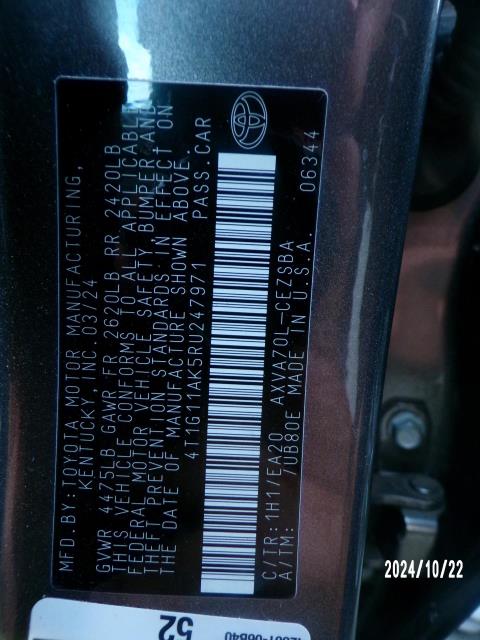 MFD. BY: TOYOTA MOTOR MANUFACTURING,
KENTUCKY, INC. 03/24
GVWR 4475LB GAWR FR 2620LB RR 2420LB
THIS VEHICLE CONFORMS TO ALL APPLICABLE
FEDERAL MOTOR VEHICLE SAFETY, BUMPER AND
THEFT PREVENTION STANDARDS IN EFFECT ON
THE DATE OF MANUFACTURE SHOWN ABOVE.
4T1G11AK5RU247971 PASS. CAR
C/TR: 1H1/EA20 AXVA70L-CEZSBA
A/TM: /UB80E MADE IN U.S.A. 06344
52
2024/10/22